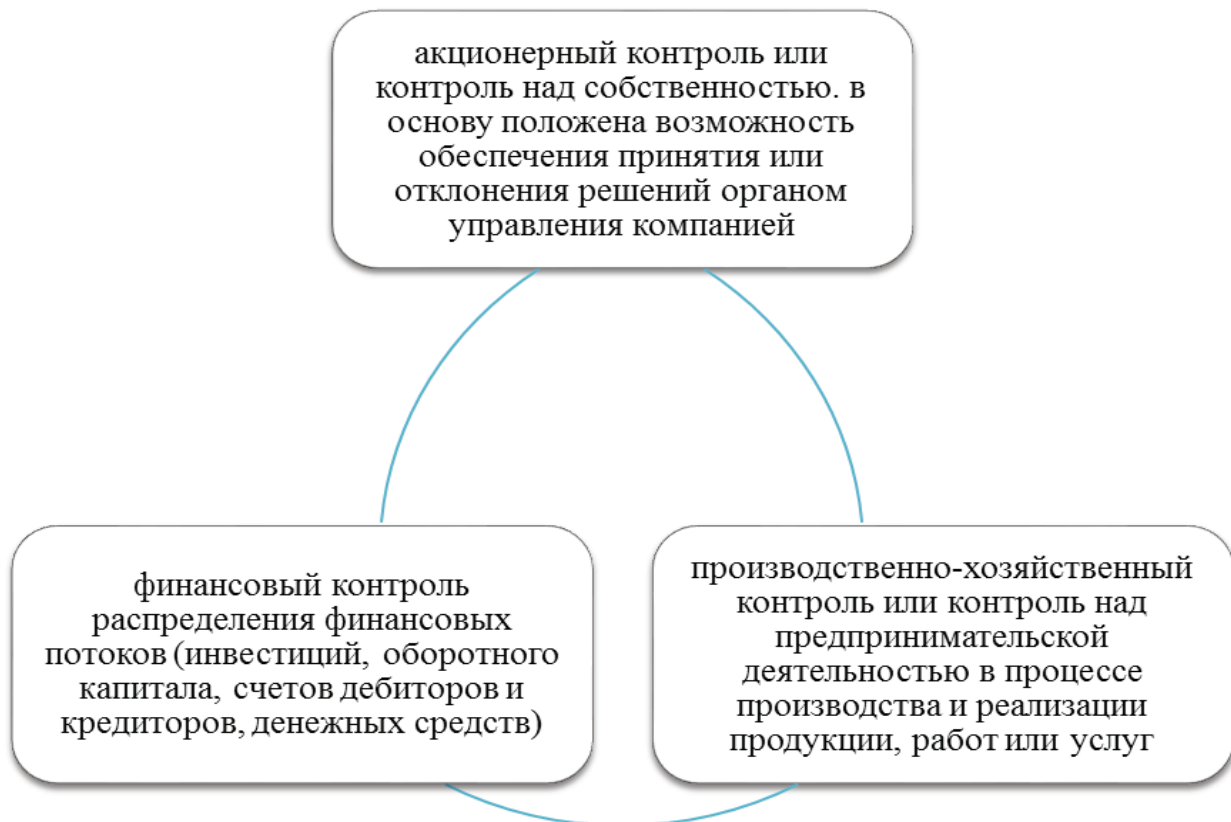 акционерный контроль или
контроль над собственностью. в
основу положена возможность
обеспечения принятия или
отклонения решений органом
управления компанией
финансовый контроль
распределения финансовых
потоков (инвестиций, оборотного
капитала, счетов дебиторов и
кредиторов, денежных средств)
производственно-хозяйственный
контроль или контроль над
предпринимательской
деятельностью в процессе
производства и реализации
продукции, работ или услуг